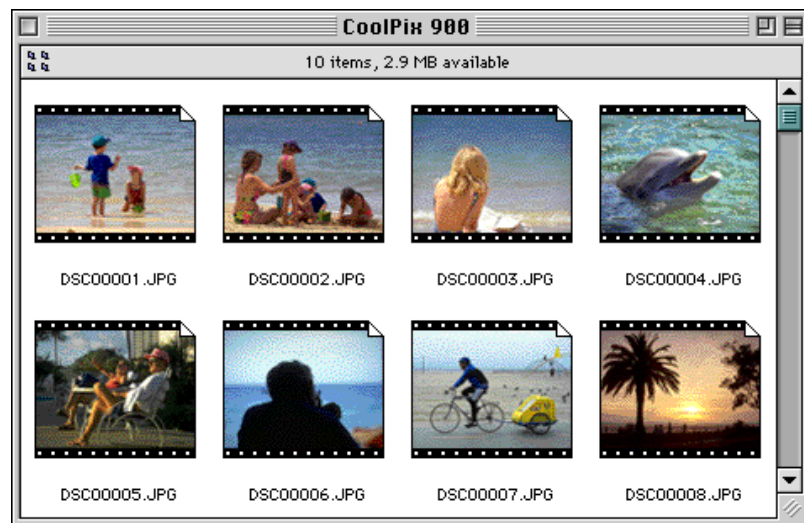 CoolPix 900
10 items, 2.9 MB available
DSC00001.JPG DSC00002.JPG DSC00003.JPG DSC00004.JPG
DSC00005.JPG DSC00006.JPG DSC00007.JPG DSC00008.JPG